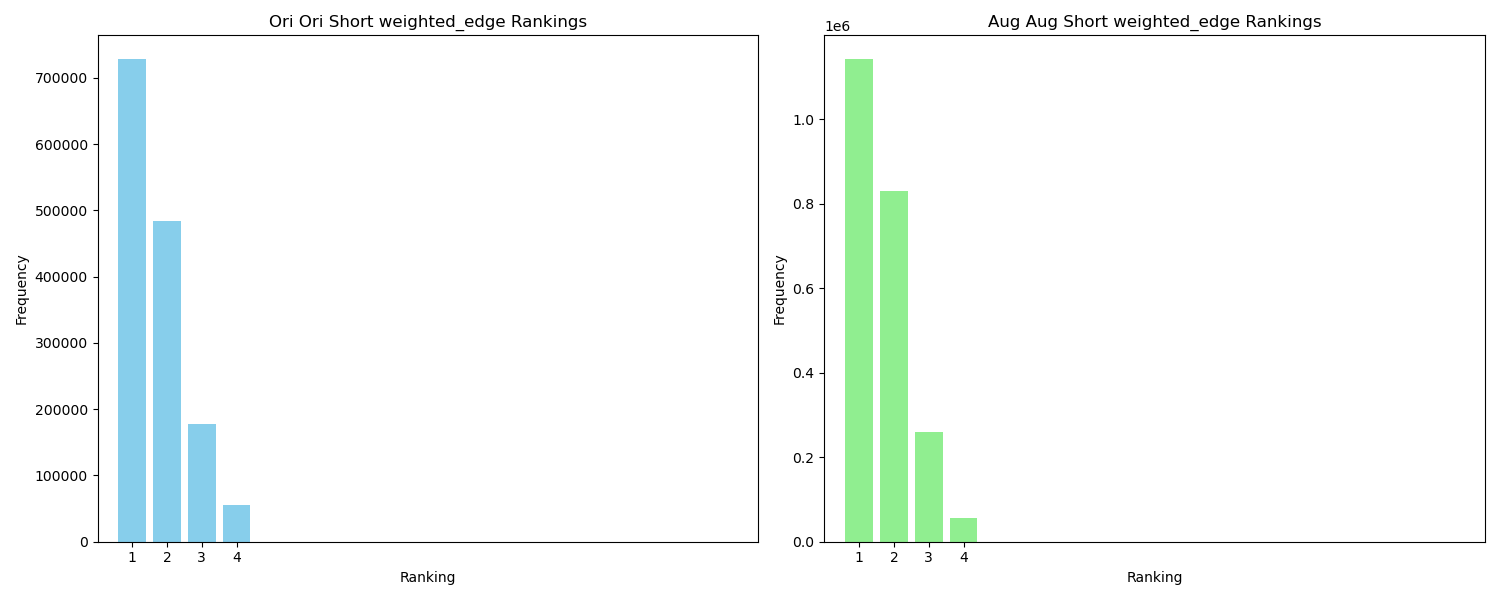 Ori Ori Short weighted_edge Rankings
700000
600000
500000
400000
300000
200000
100000
0
Frequency
1 2 3 4
Ranking
Aug Aug Short weighted_edge Rankings
1e6
1.0
0.8
0.6
0.4
0.2
0.0
Frequency
1 2 3 4
Ranking